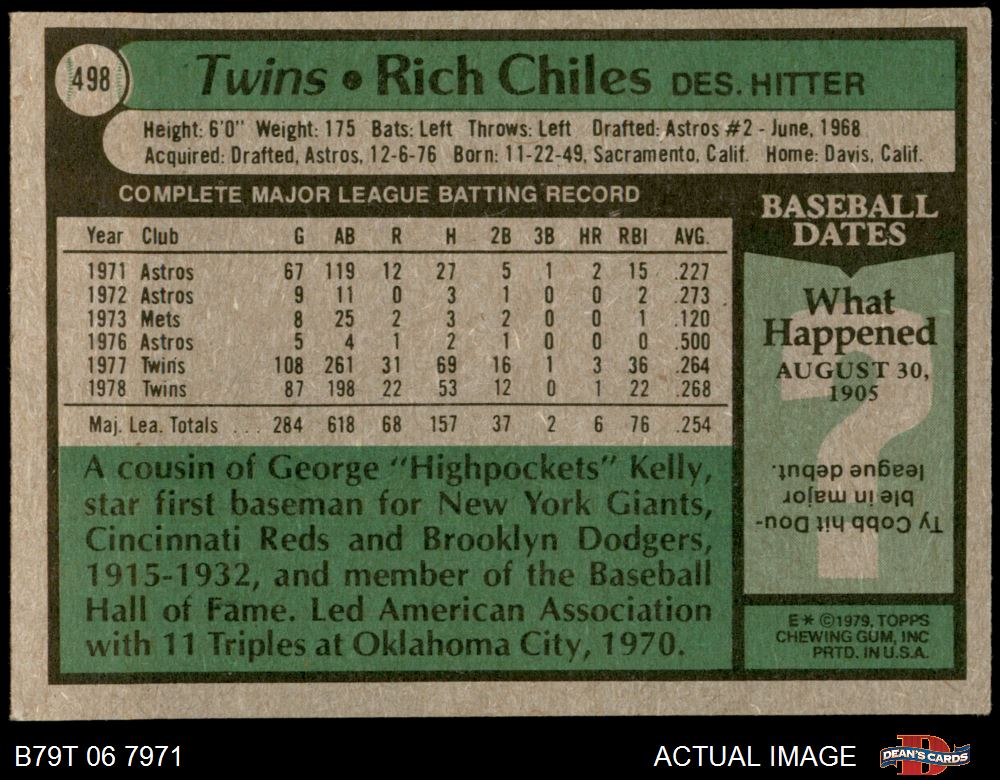 498
Twins • Rich Chiles DES. HITTER
Height: 6'0" Weight: 175 Bats: Left Throws: Left Drafted: Astros #2 - June, 1968
Acquired: Drafted, Astros, 12-6-76 Born: 11-22-49, Sacramento, Calif. Home: Davis, Calif.
COMPLETE MAJOR LEAGUE BATTING RECORD
Year Club G AB R H 2B 3B HR RBI AVG.
1971 Astros 67 119 12 27 5 1 2 15 .227
1972 Astros 9 11 0 3 1 0 0 2 .273
1973 Mets 8 25 2 3 2 0 0 1 .120
1976 Astros 5 4 1 2 1 0 0 0 .500
1977 Twins 108 261 31 69 16 1 3 36 .264
1978 Twins 87 198 22 53 12 0 1 22 .268
Maj. Lea. Totals ... 284 618 68 157 37 2 6 76 .254
A cousin of George "Highpockets" Kelly,
star first baseman for New York Giants,
Cincinnati Reds and Brooklyn Dodgers,
1915-1932, and member of the Baseball
Hall of Fame. Led American Association
with 11 Triples at Oklahoma City, 1970.
BASEBALL
DATES
What
Happened
AUGUST 30,
1905
?
Ty Cobb hit Dou-
ble in major
league debut.
E* ©1979, TOPPS
CHEWING GUM, INC
PRTD. IN U.S.A.
B79T 06 7971
ACTUAL IMAGE
D
DEAN'S CARDS